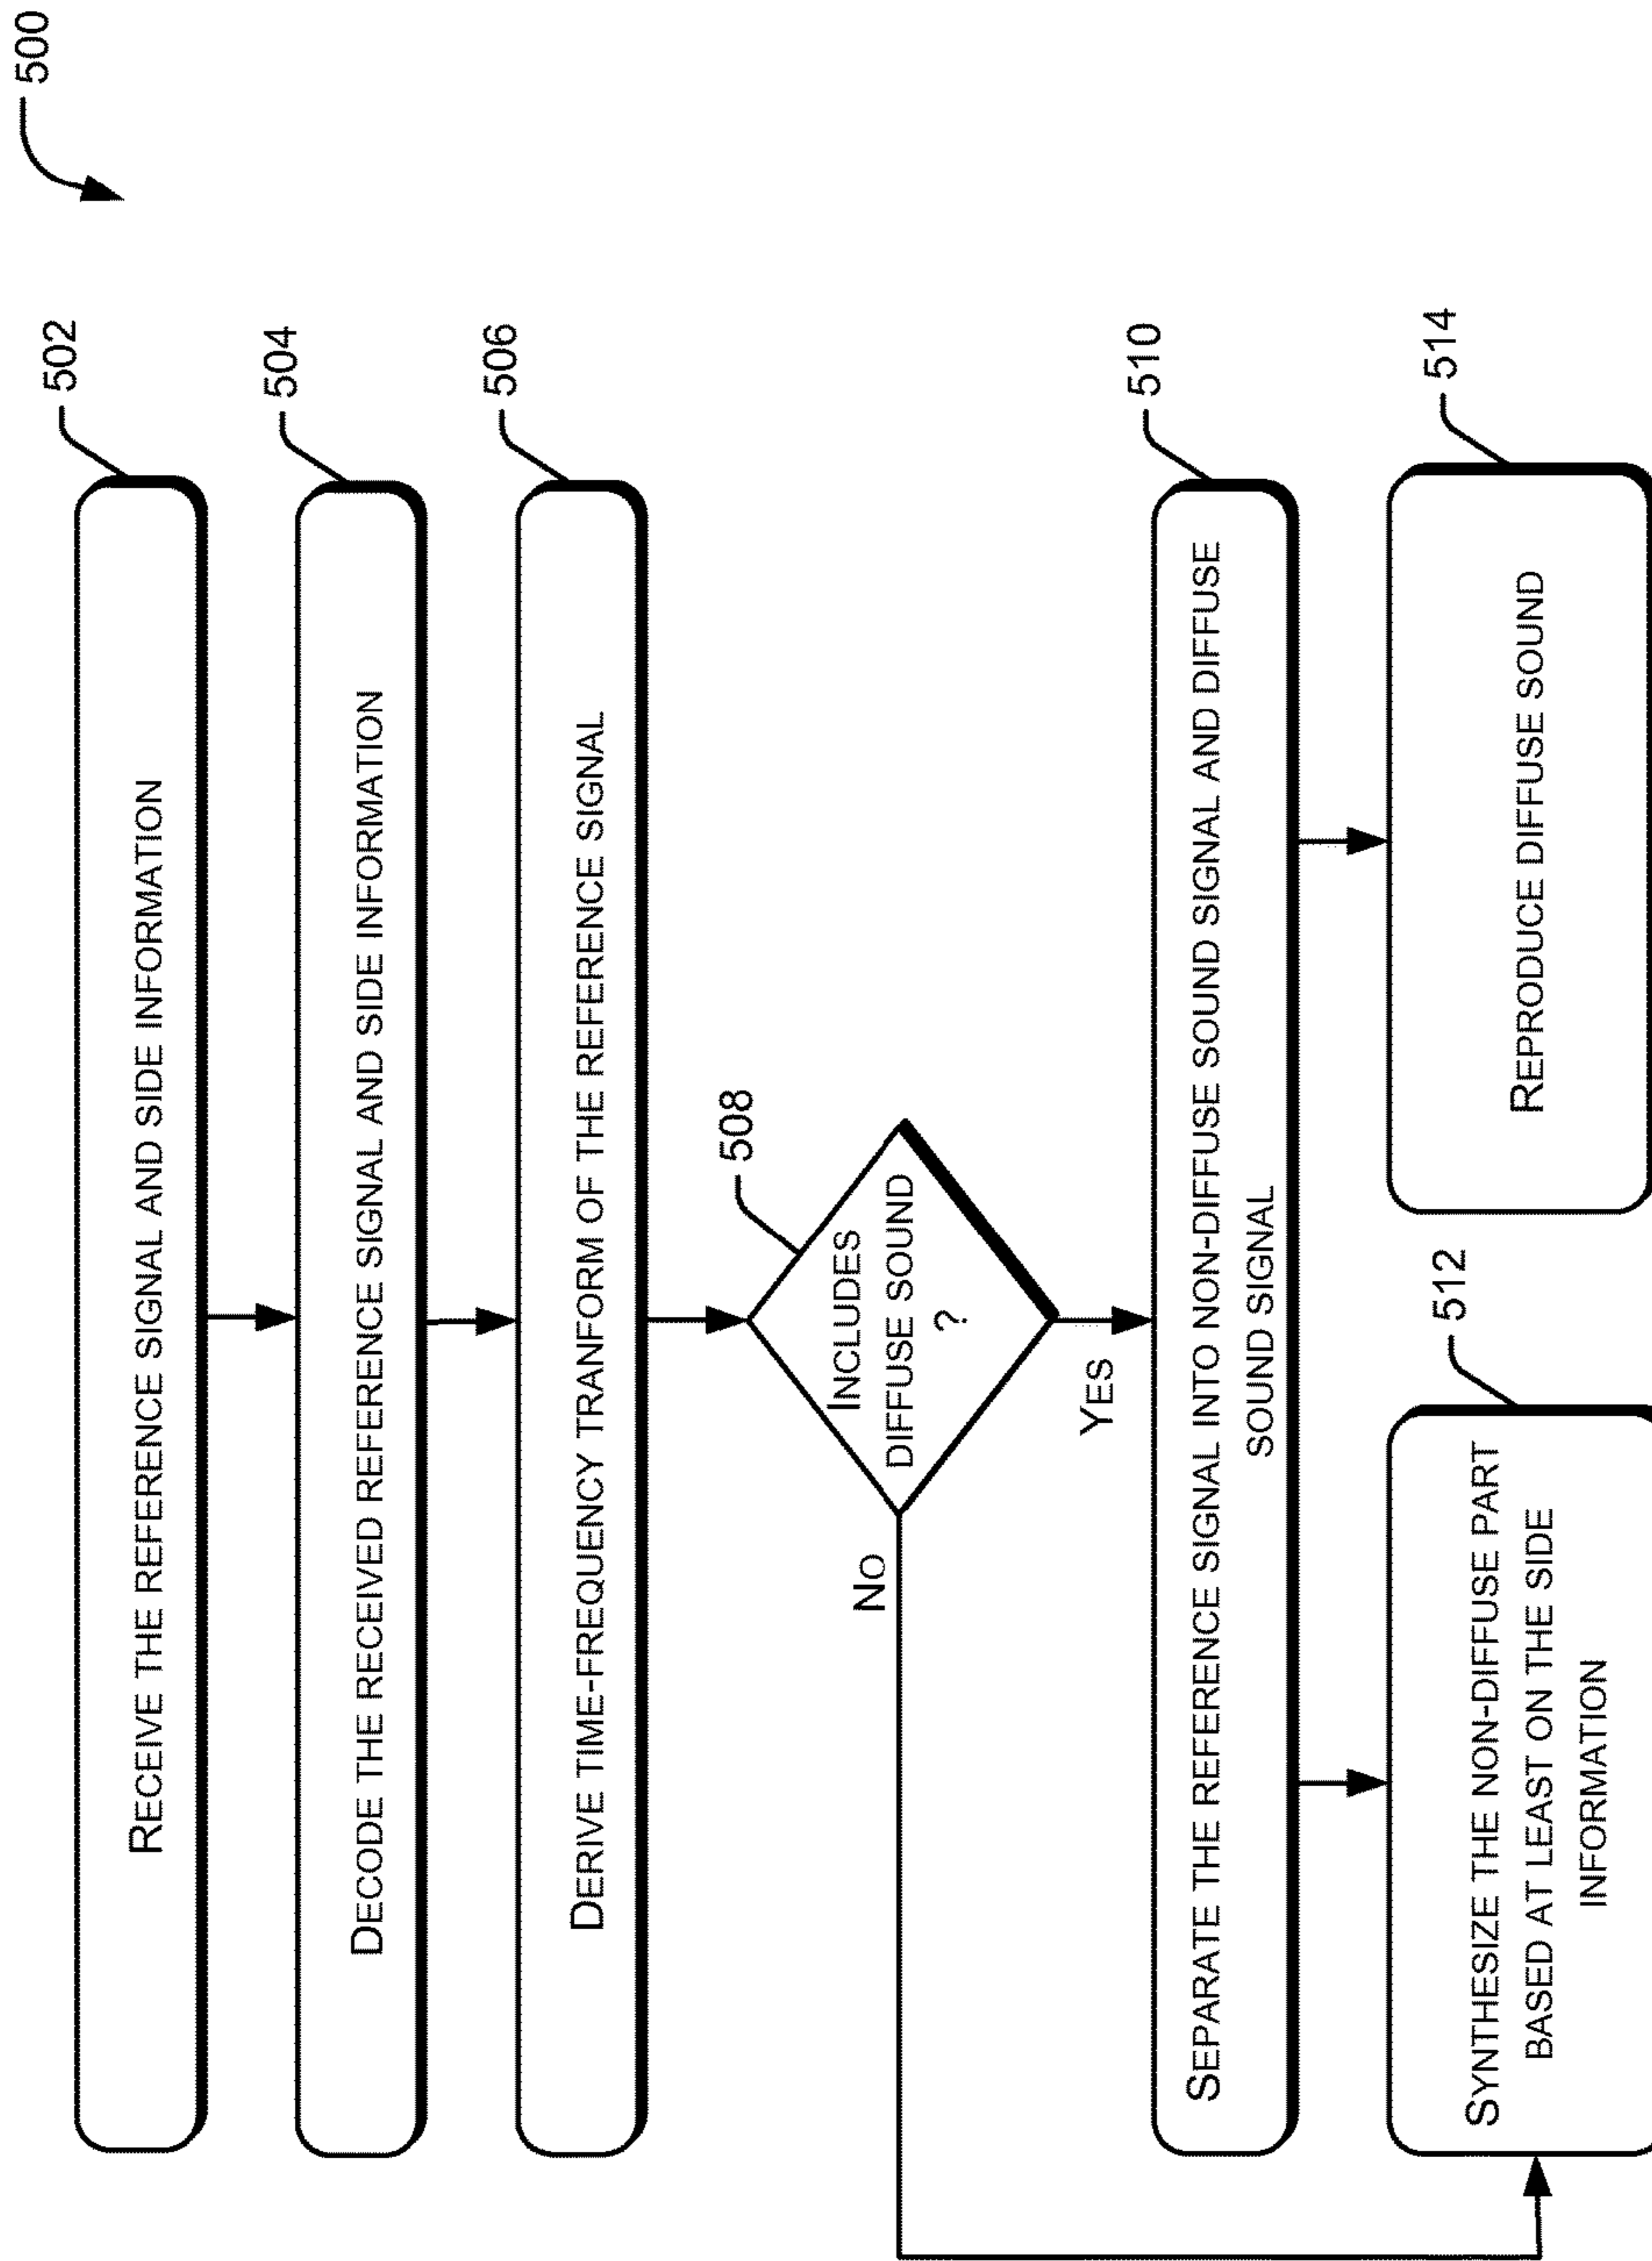 500
502
RECEIVE THE REFERENCE SIGNAL AND SIDE INFORMATION
504
DECODE THE RECEIVED REFERENCE SIGNAL AND SIDE INFORMATION
506
DERIVE TIME-FREQUENCY TRANFORM OF THE REFERENCE SIGNAL
508
INCLUDES
DIFFUSE SOUND
?
NO
YES
510
SEPARATE THE REFERENCE SIGNAL INTO NON-DIFFUSE SOUND SIGNAL AND DIFFUSE
SOUND SIGNAL
512
SYNTHESIZE THE NON-DIFFUSE PART
BASED AT LEAST ON THE SIDE
INFORMATION
514
REPRODUCE DIFFUSE SOUND